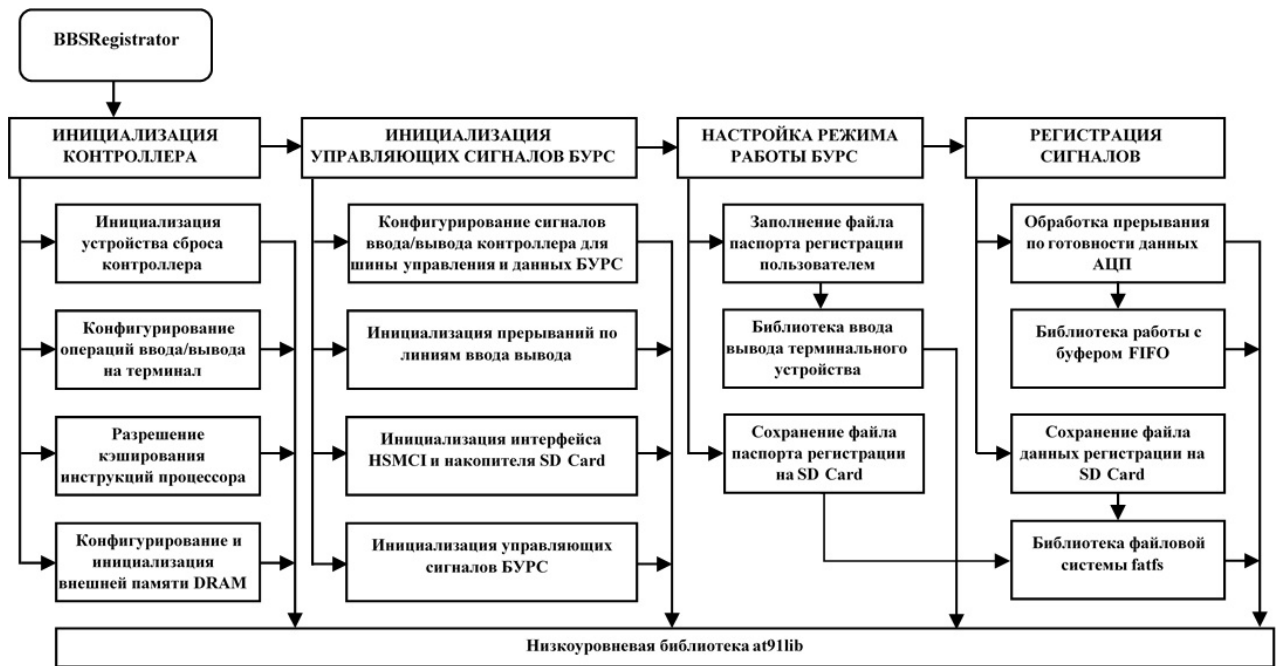 BBSRegistrator
ИНИЦИАЛИЗАЦИЯ
КОНТРОЛЛЕРА
ИНИЦИАЛИЗАЦИЯ
УПРАВЛЯЮЩИХ СИГНАЛОВ БУРС
НАСТРОЙКА РЕЖИМА
РАБОТЫ БУРС
РЕГИСТРАЦИЯ
СИГНАЛОВ
Инициализация
устройства сброса
контроллера
Конфигурирование
операций ввода/вывода
на терминал
Разрешение
кэширования
инструкций процессора
Конфигурирование и
инициализация
внешней памяти DRAM
Конфигурирование сигналов
ввода/вывода контроллера для
шины управления и данных БУРС
Инициализация прерываний по
линиям ввода вывода
Инициализация интерфейса
HSMCI и накопителя SD Card
Инициализация управляющих
сигналов БУРС
Заполнение файла
паспорта регистрации
пользователем
Библиотека ввода
вывода терминального
устройства
Сохранение файла
паспорта регистрации
на SD Card
Обработка прерывания
по готовности данных
АЦП
Библиотека работы с
буфером FIFO
Сохранение файла
данных регистрации на
SD Card
Библиотека файловой
системы fatfs
Низкоуровневая библиотека at91lib